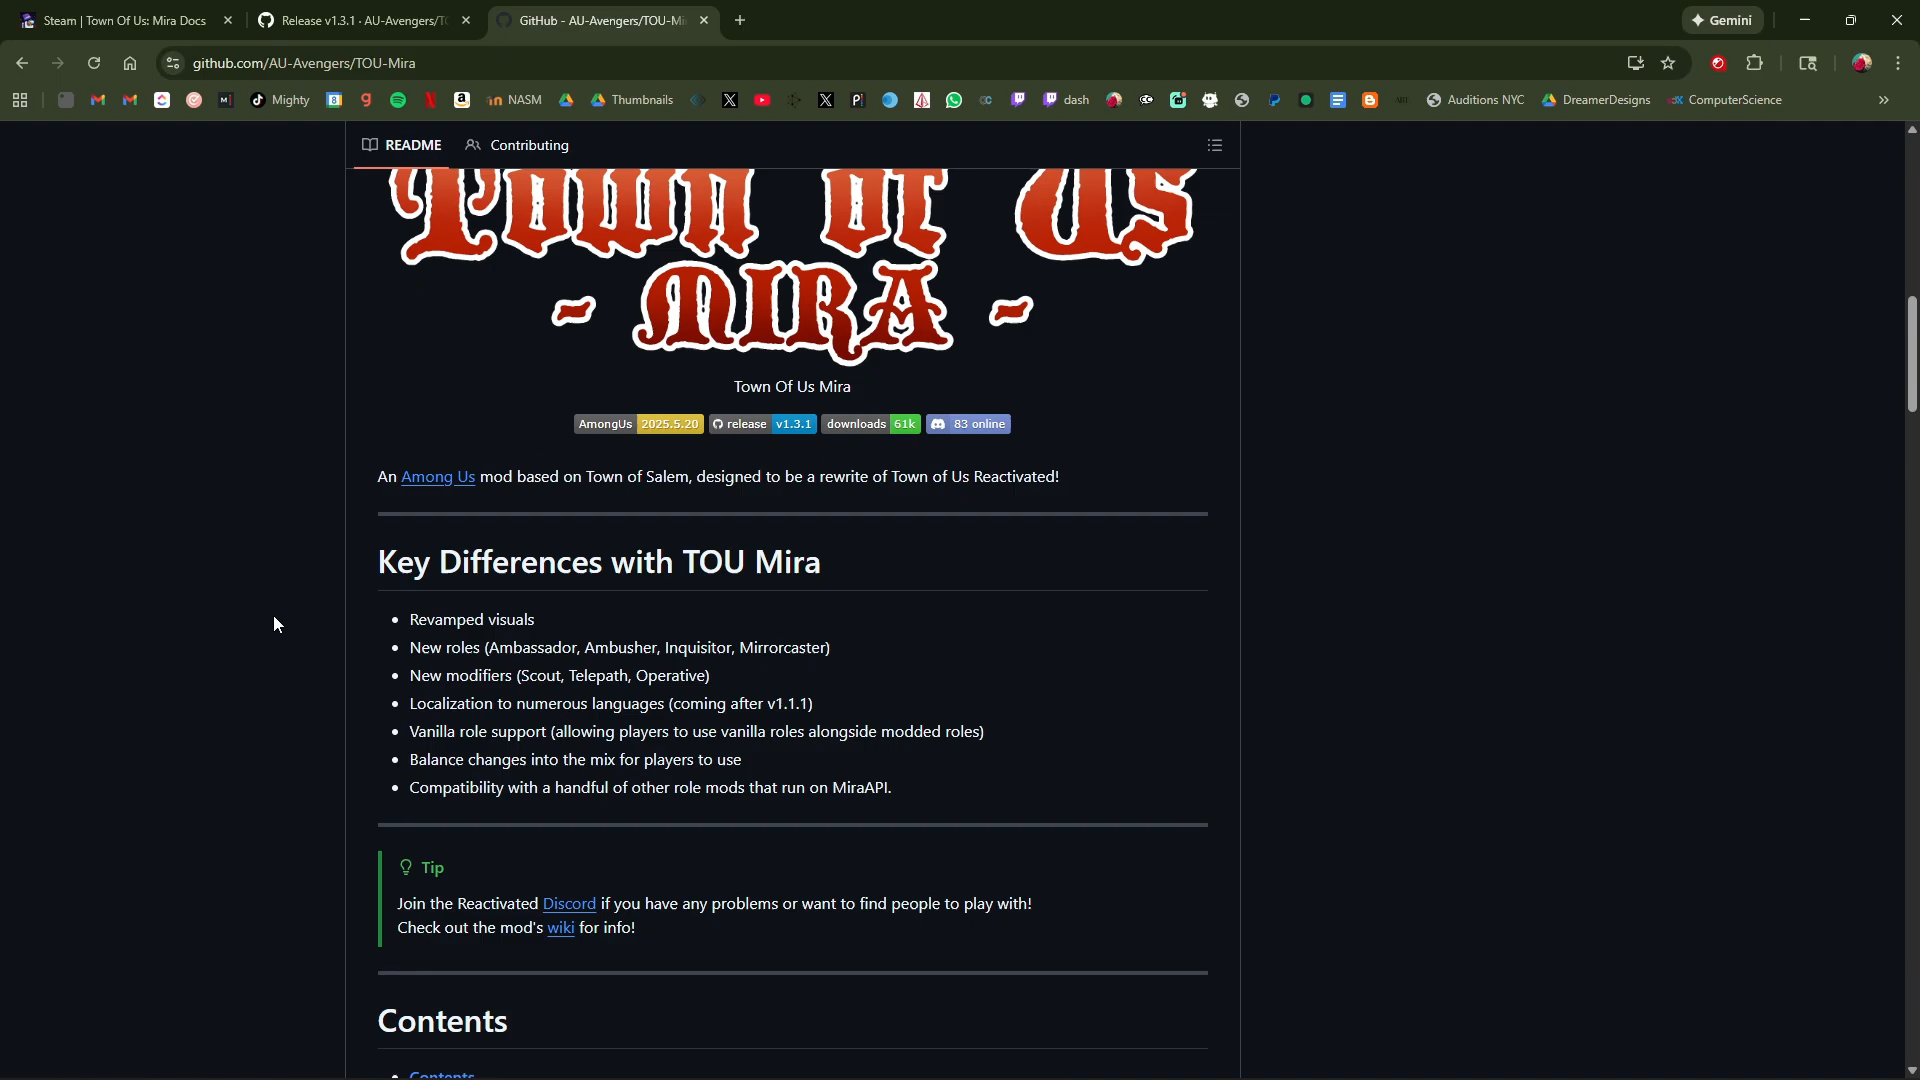 Steam | Town Of Us: Mira Docs
Release v1.3.1 · AU-Avengers/TO
GitHub - AU-Avengers/TOU-Mi
Gemini
github.com/AU-Avengers/TOU-Mira
Mighty
NASM
Thumbnails
dash
Auditions NYC
DreamerDesigns
ComputerScience
README
Contributing
Town of Us
- MIRA -
Town Of Us Mira
AmongUs 2025.5.20 release v1.3.1 downloads 61k 83 online
An Among Us mod based on Town of Salem, designed to be a rewrite of Town of Us Reactivated!
Key Differences with TOU Mira
• Revamped visuals
• New roles (Ambassador, Ambusher, Inquisitor, Mirrorcaster)
• New modifiers (Scout, Telepath, Operative)
• Localization to numerous languages (coming after v1.1.1)
• Vanilla role support (allowing players to use vanilla roles alongside modded roles)
• Balance changes into the mix for players to use
• Compatibility with a handful of other role mods that run on MiraAPI.
Tip
Join the Reactivated Discord if you have any problems or want to find people to play with!
Check out the mod's wiki for info!
Contents
• Contents